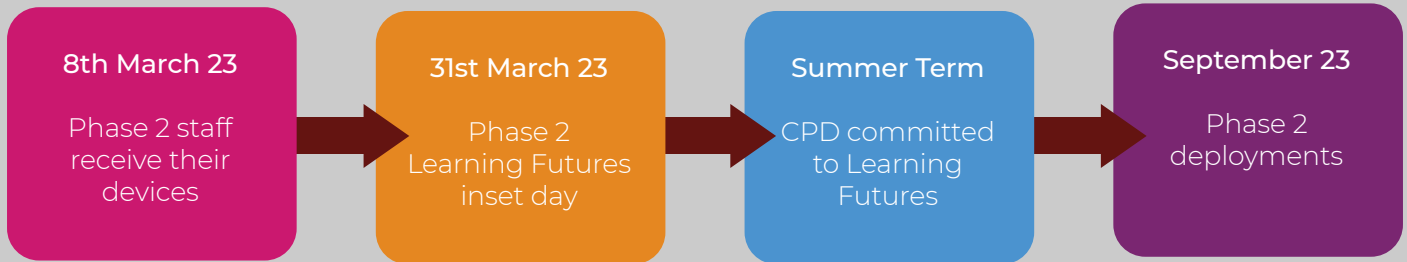 8th March 23
Phase 2 staff
receive their
devices
31st March 23
Phase 2
Learning Futures
inset day
Summer Term
CPD committed
to Learning
Futures
September 23
Phase 2
deployments